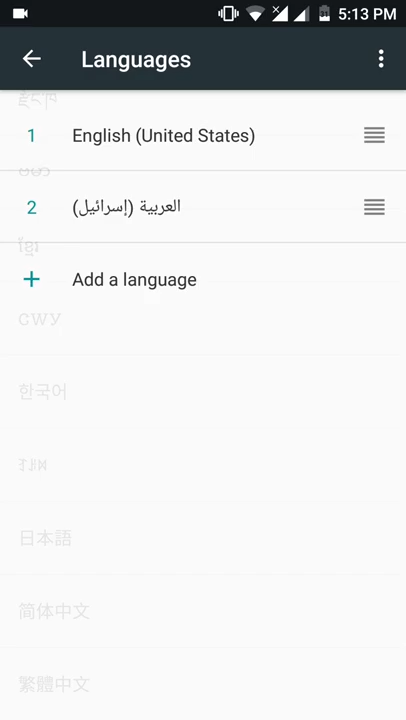 5:13 PM
Languages
1 English (United States)
2 العربية (إسرائيل)
+ Add a language
ᏣᎳᎩ
한국어
日本語
简体中文
繁體中文